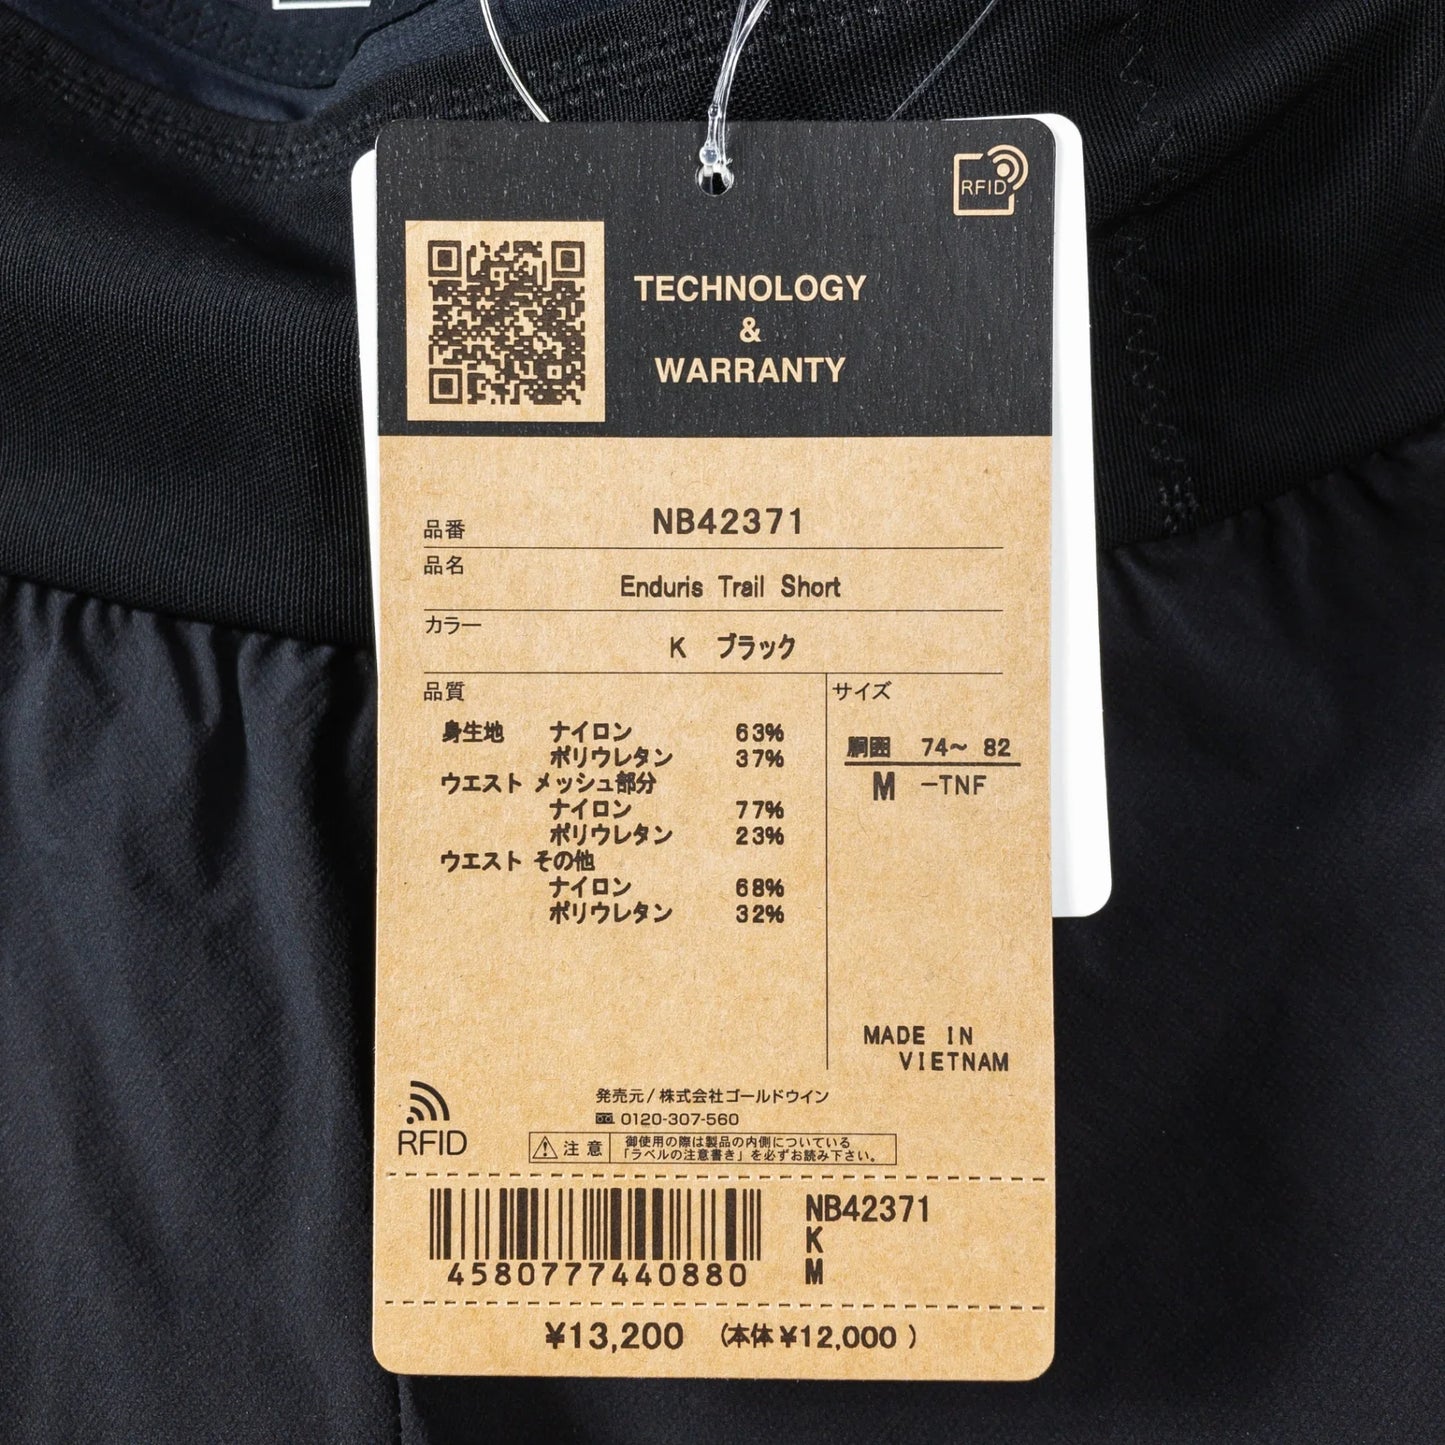 RFID
TECHNOLOGY
&
WARRANTY
品番 NB42371
品名 Enduris Trail Short
カラー K ブラック
品質
身生地 ナイロン 63%
ポリウレタン 37%
ウエスト メッシュ部分
ナイロン 77%
ポリウレタン 23%
ウエスト その他
ナイロン 68%
ポリウレタン 32%
サイズ
胴囲 74～ 82
M -TNF
MADE IN
VIETNAM
発売元/株式会社ゴールドウイン
0120-307-560
RFID
注意
御使用の際は製品の内側についている
「ラベルの注意書き」を必ずお読み下さい。
4580777440880
NB42371
K
M
¥13,200 (本体¥12,000)